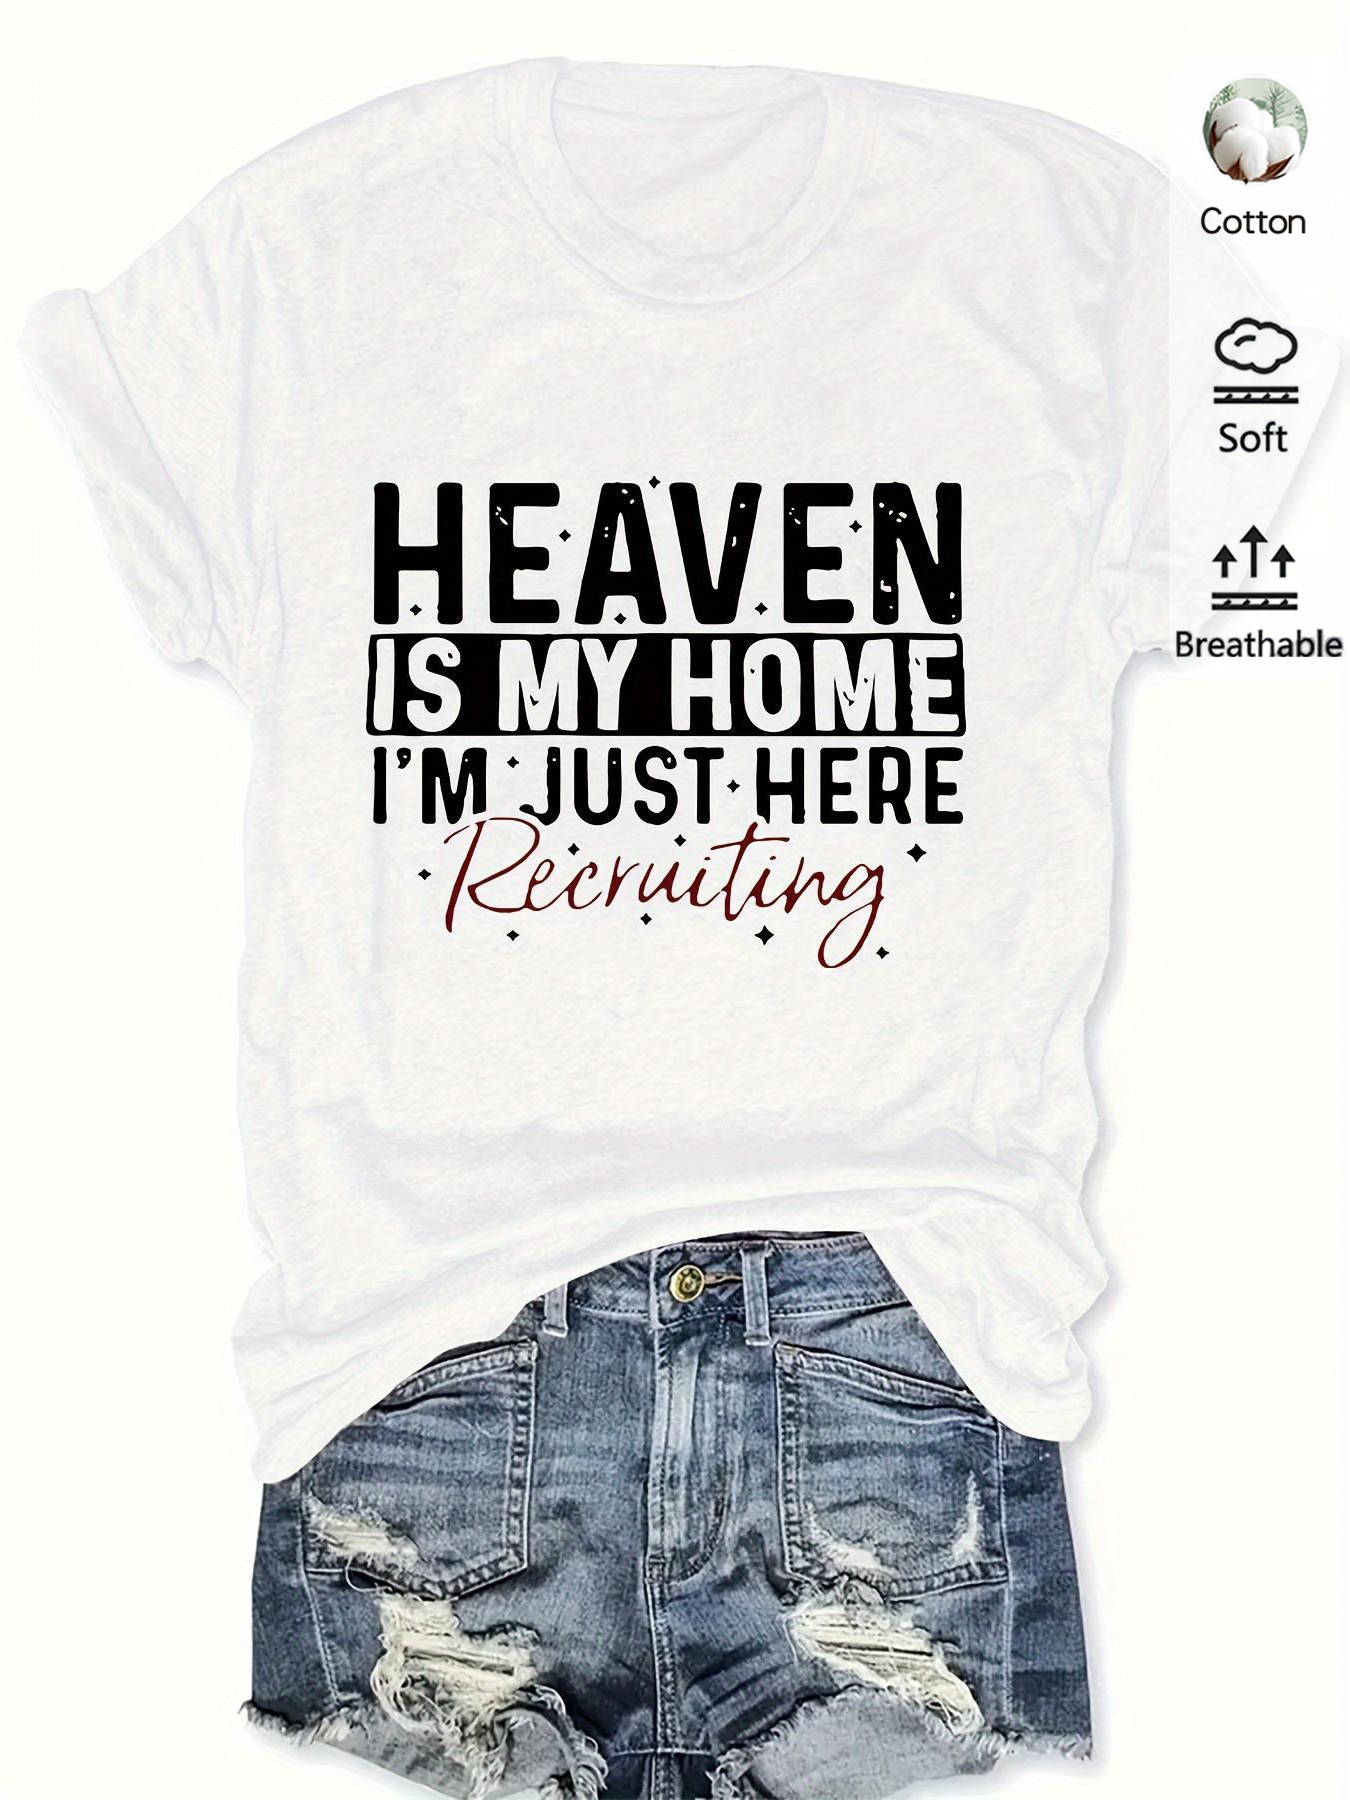 HEAVEN
IS MY HOME
I'M JUST HERE
Recruiting
Cotton
Soft
Breathable